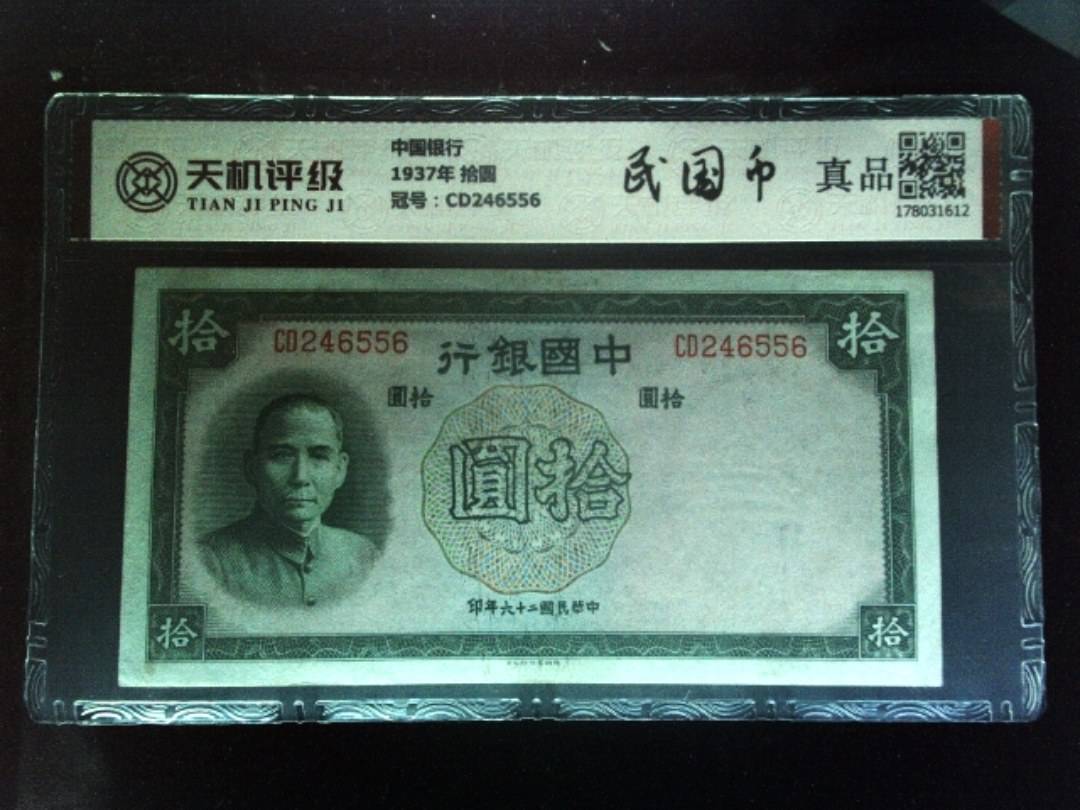 天机评级
TIAN JI PING JI
中国银行
1937年 拾圆
冠号：CD246556
民国币
真品
178031612
拾
CD246556
行銀國中
CD246556
拾
圓拾
圓拾
圓拾
印年六十二國民華中
拾
拾